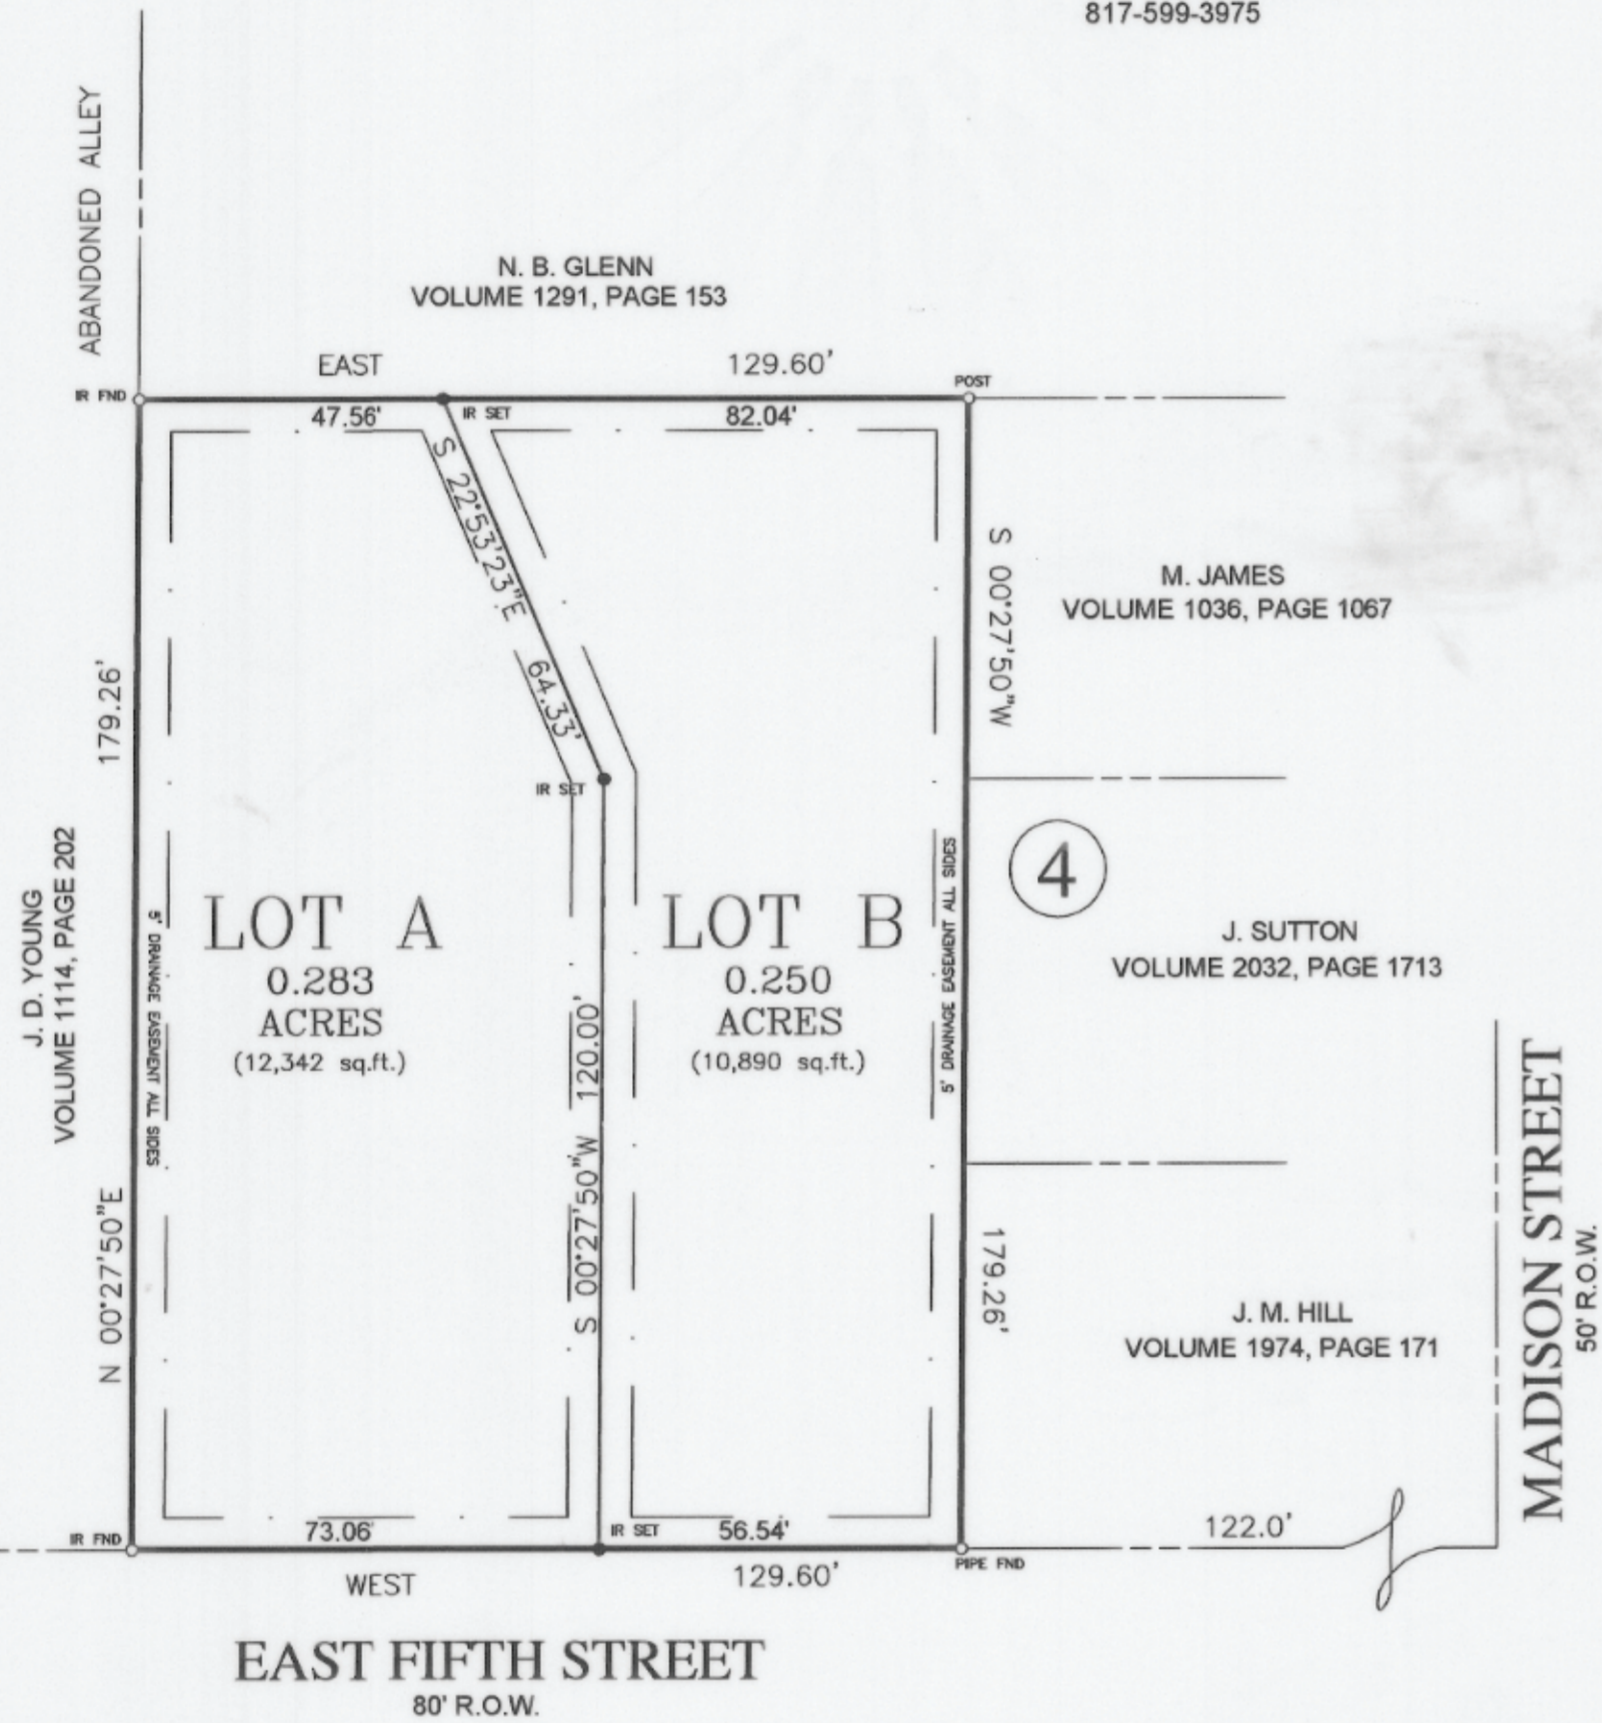 817-599-3975
ABANDONED ALLEY
N. B. GLENN
VOLUME 1291, PAGE 153
EAST
129.60'
IR FND
POST
47.56'
IR SET
82.04'
S 22°53'23"E
64.33'
S 00°27'50"W
M. JAMES
VOLUME 1036, PAGE 1067
179.26'
IR SET
J. D. YOUNG
VOLUME 1114, PAGE 202
4
LOT A
0.283
ACRES
(12,342 sq.ft.)
LOT B
0.250
ACRES
(10,890 sq.ft.)
5' DRAINAGE EASEMENT ALL SIDES
5' DRAINAGE EASEMENT ALL SIDES
J. SUTTON
VOLUME 2032, PAGE 1713
S 00°27'50"W 120.00'
N 00°27'50"E
179.26'
J. M. HILL
VOLUME 1974, PAGE 171
MADISON STREET
50' R.O.W.
IR FND
73.06'
IR SET
56.54'
122.0'
PIPE FND
WEST
129.60'
EAST FIFTH STREET
80' R.O.W.